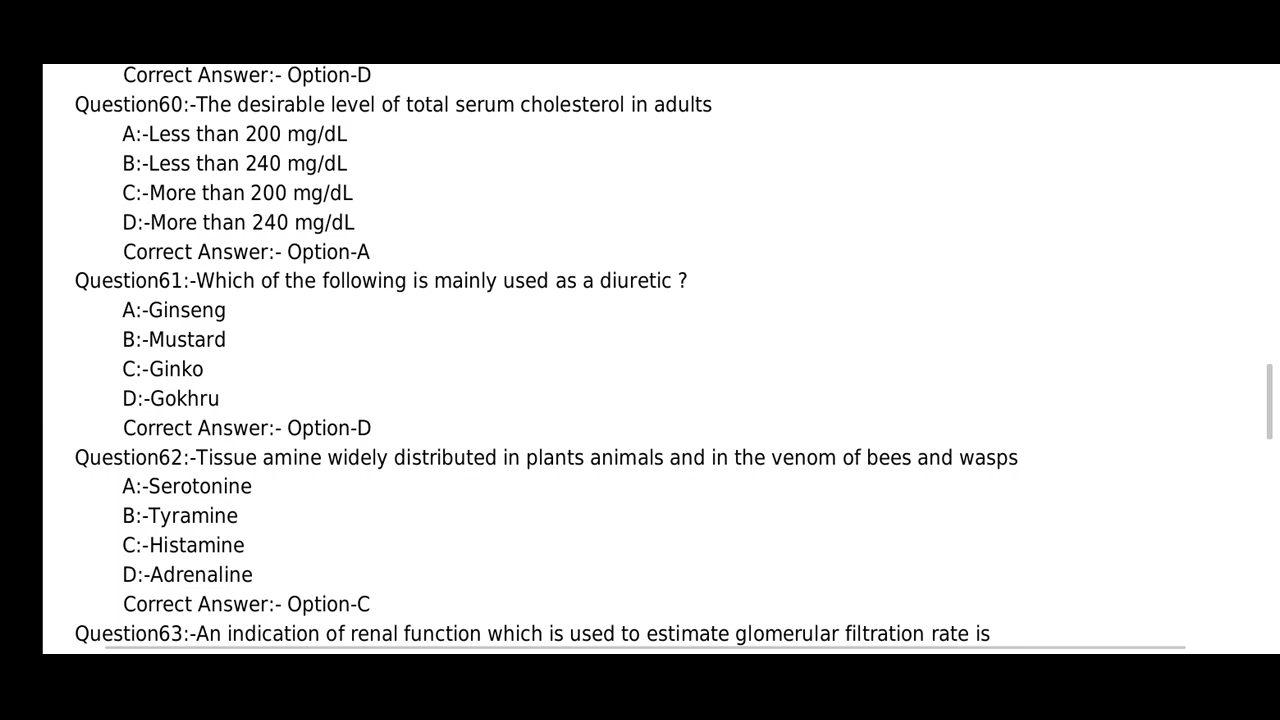 Correct Answer:- Option-D
Question60:-The desirable level of total serum cholesterol in adults
A:-Less than 200 mg/dL
B:-Less than 240 mg/dL
C:-More than 200 mg/dL
D:-More than 240 mg/dL
Correct Answer:- Option-A
Question61:-Which of the following is mainly used as a diuretic ?
A:-Ginseng
B:-Mustard
C:-Ginko
D:-Gokhru
Correct Answer:- Option-D
Question62:-Tissue amine widely distributed in plants animals and in the venom of bees and wasps
A:-Serotonine
B:-Tyramine
C:-Histamine
D:-Adrenaline
Correct Answer:- Option-C
Question63:-An indication of renal function which is used to estimate glomerular filtration rate is